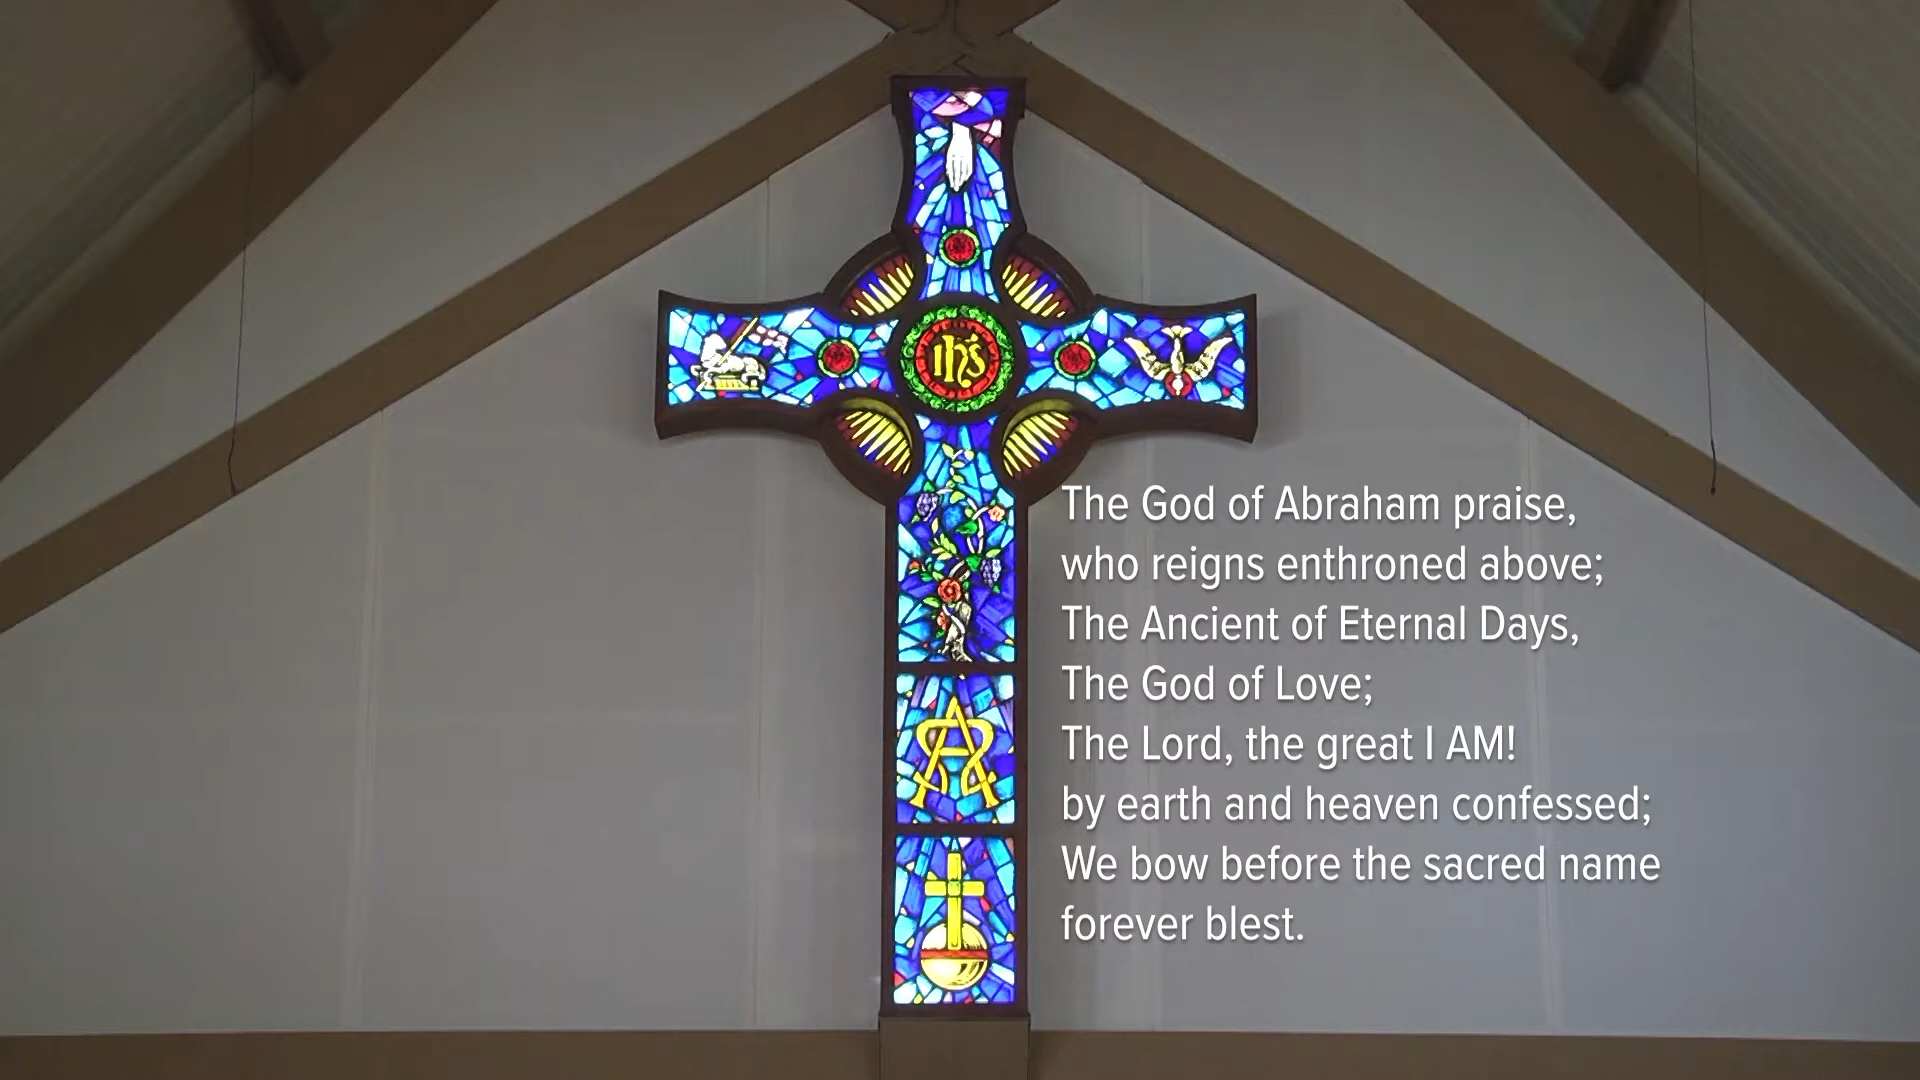 ihs
The God of Abraham praise,
who reigns enthroned above;
The Ancient of Eternal Days,
The God of Love;
The Lord, the great I AM!
by earth and heaven confessed;
We bow before the sacred name
forever blest.
ΑΩ